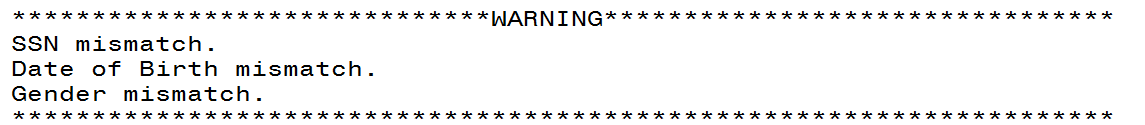 ******************************WARNING********************************
SSN mismatch.
Date of Birth mismatch.
Gender mismatch.
*********************************************************************